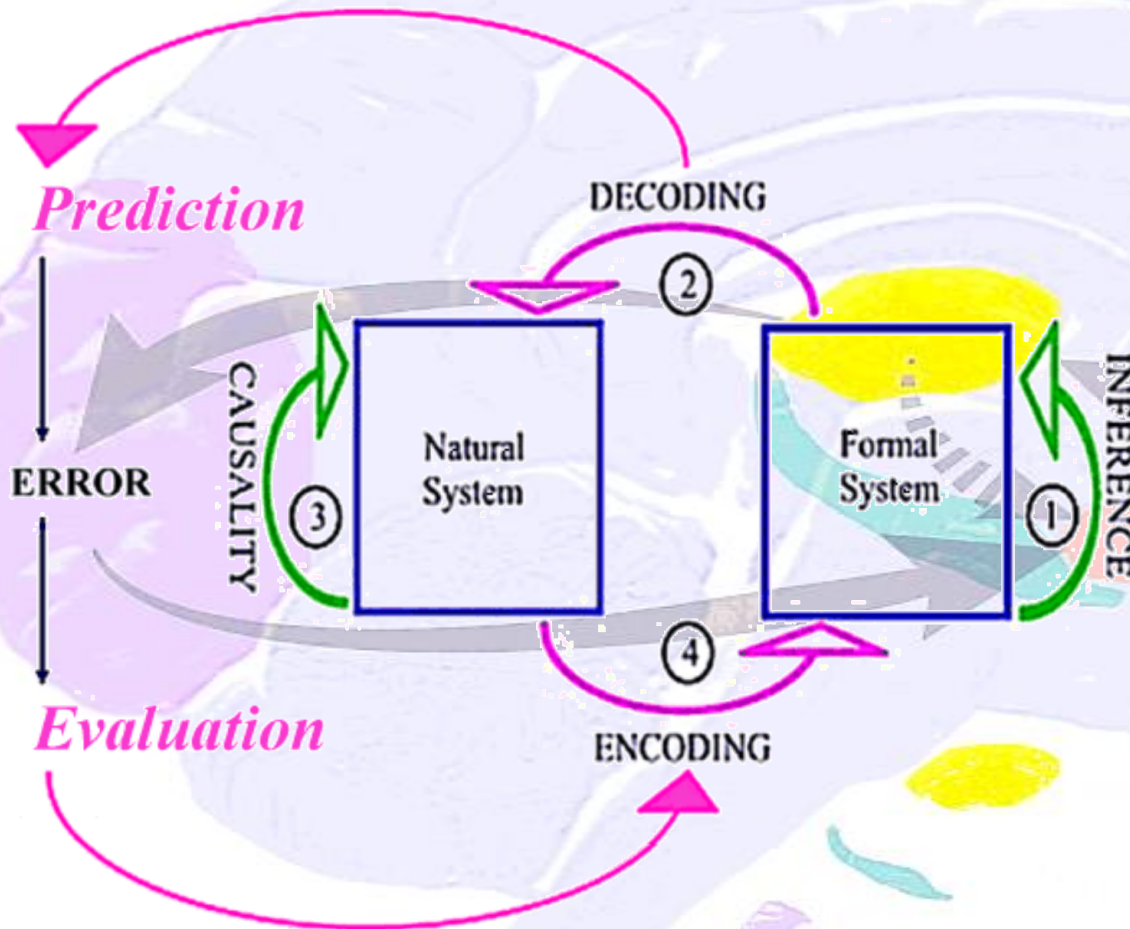 Prediction
DECODING
2
CAUSALITY
Natural
System
Formal
System
INFERENCE
ERROR
3
1
4
Evaluation
ENCODING